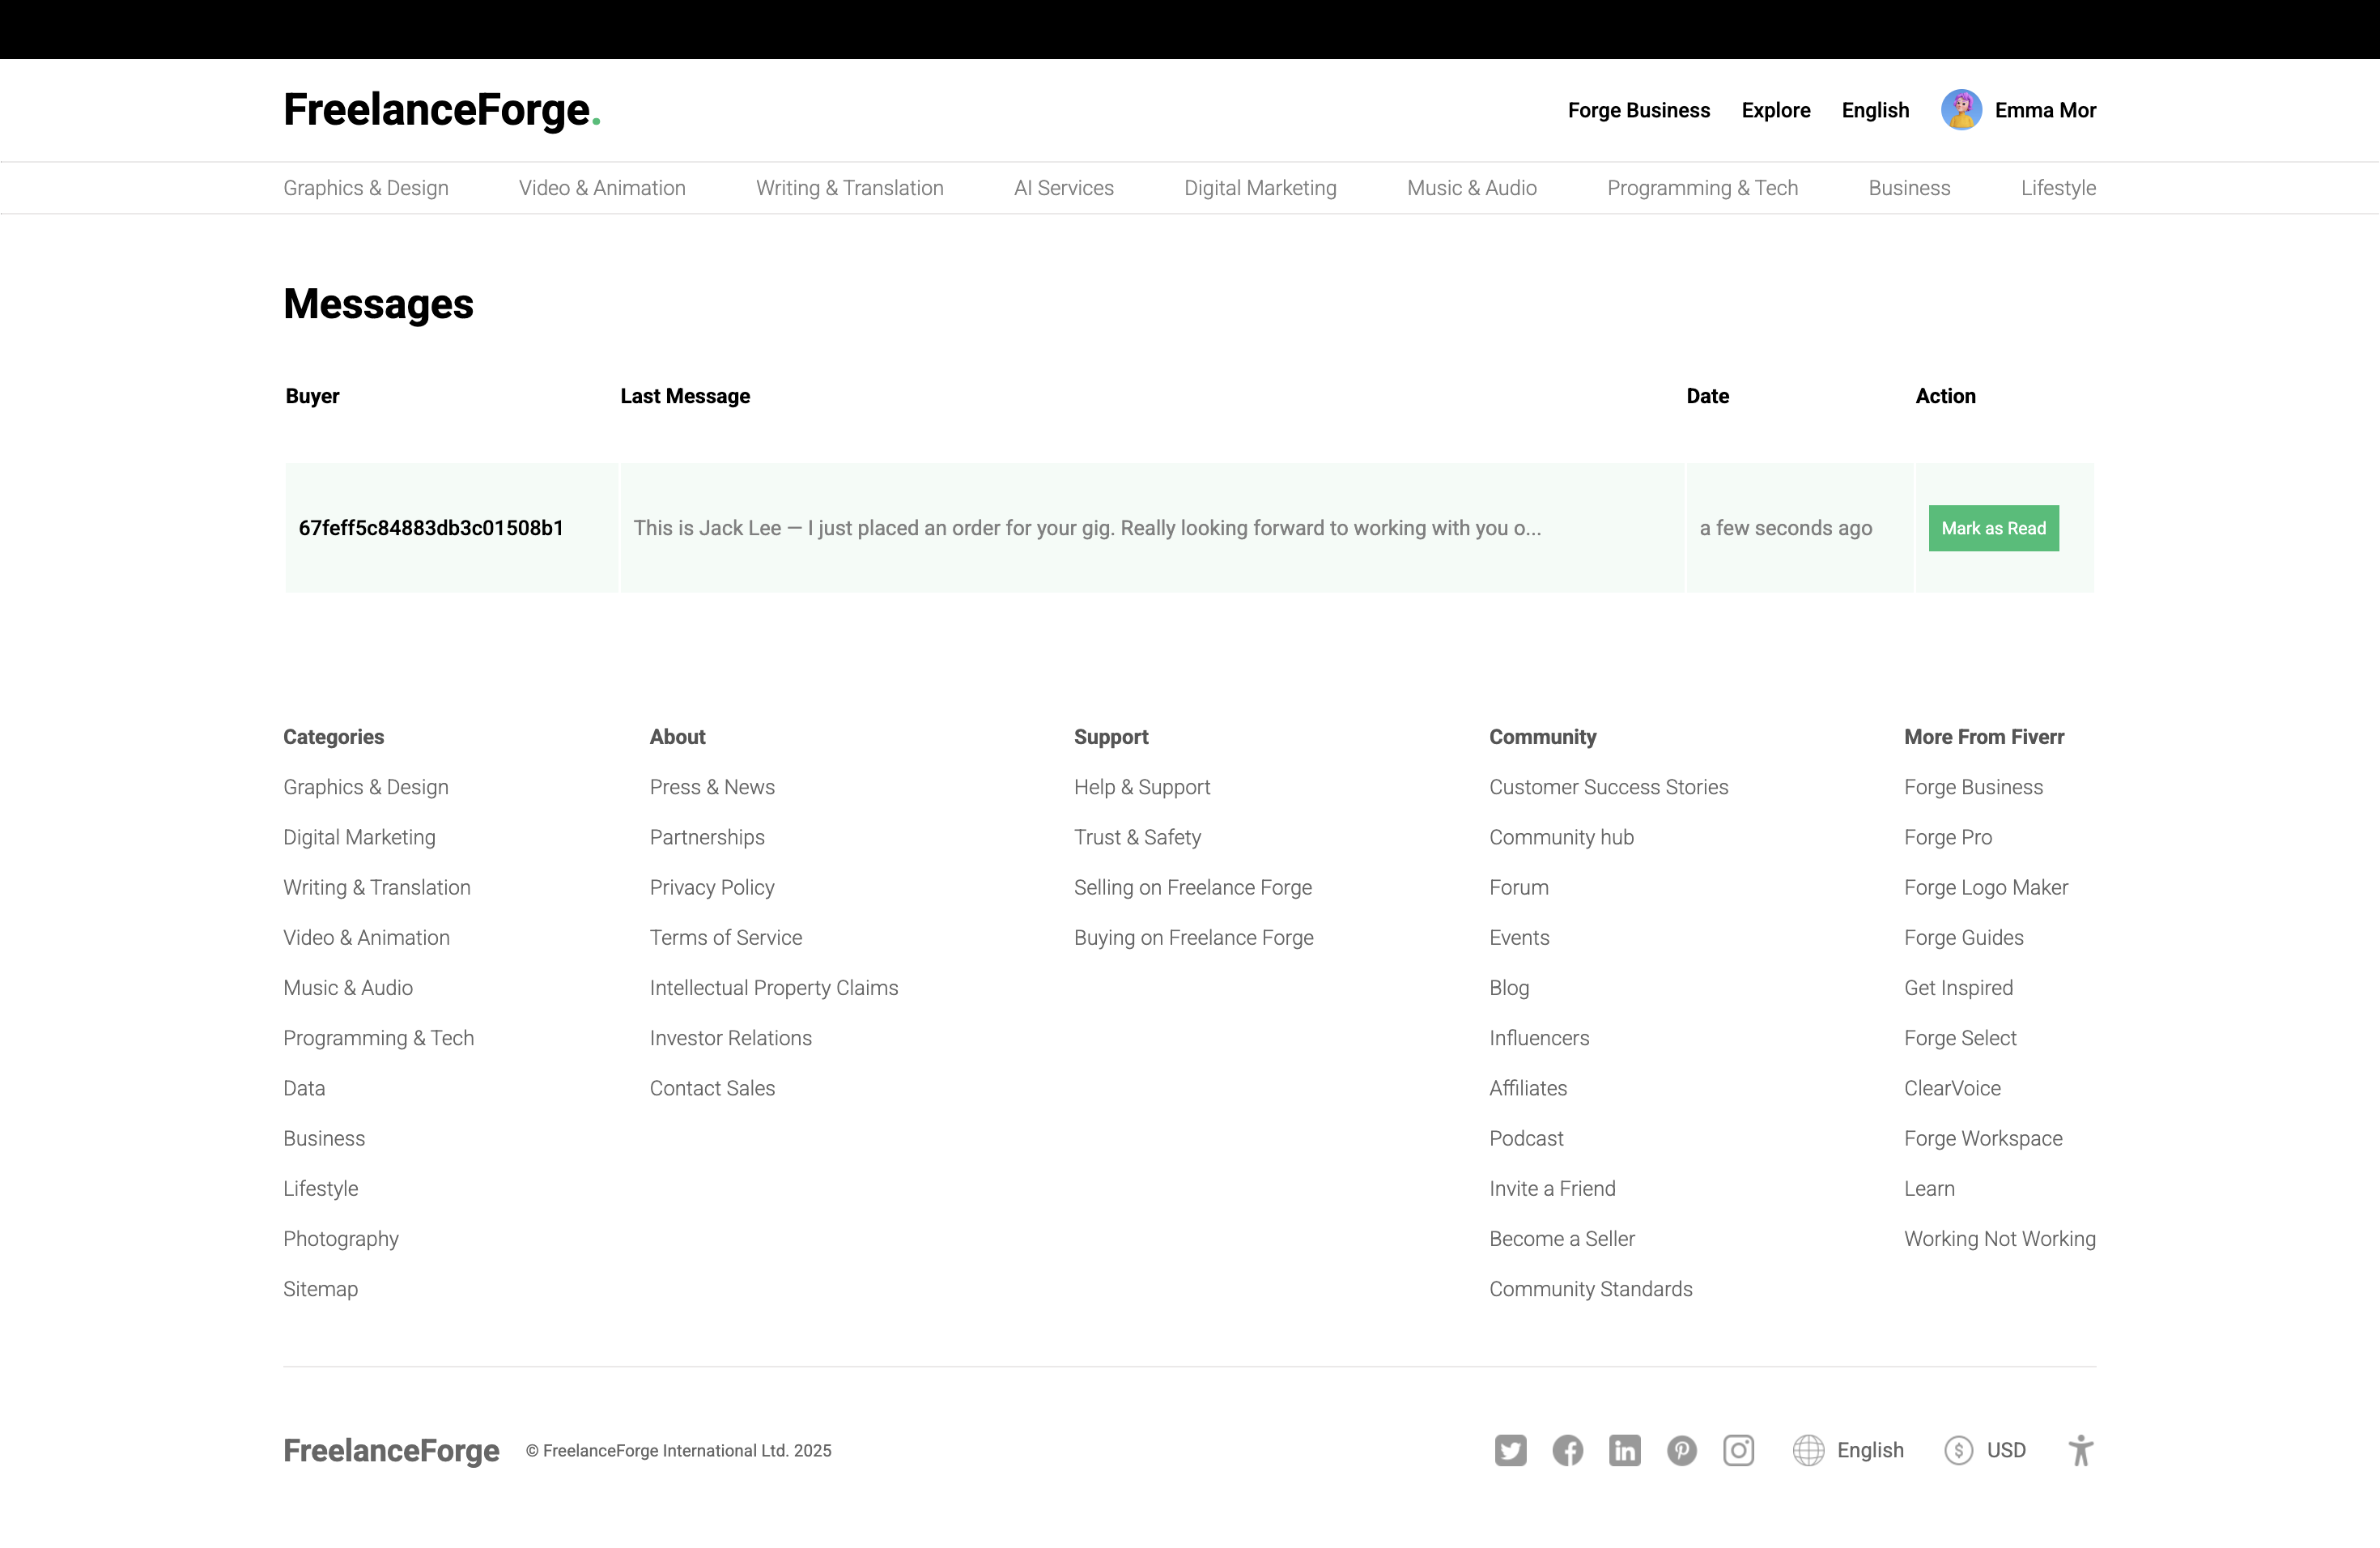 FreelanceForge.
Forge Business Explore English Emma Mor
Graphics & Design Video & Animation Writing & Translation AI Services Digital Marketing Music & Audio Programming & Tech Business Lifestyle
Messages
Buyer Last Message Date Action
67feff5c84883db3c01508b1 This is Jack Lee — I just placed an order for your gig. Really looking forward to working with you o... a few seconds ago Mark as Read
Categories
Graphics & Design
Digital Marketing
Writing & Translation
Video & Animation
Music & Audio
Programming & Tech
Data
Business
Lifestyle
Photography
Sitemap
About
Press & News
Partnerships
Privacy Policy
Terms of Service
Intellectual Property Claims
Investor Relations
Contact Sales
Support
Help & Support
Trust & Safety
Selling on Freelance Forge
Buying on Freelance Forge
Community
Customer Success Stories
Community hub
Forum
Events
Blog
Influencers
Affiliates
Podcast
Invite a Friend
Become a Seller
Community Standards
More From Fiverr
Forge Business
Forge Pro
Forge Logo Maker
Forge Guides
Get Inspired
Forge Select
ClearVoice
Forge Workspace
Learn
Working Not Working
FreelanceForge © FreelanceForge International Ltd. 2025 English USD